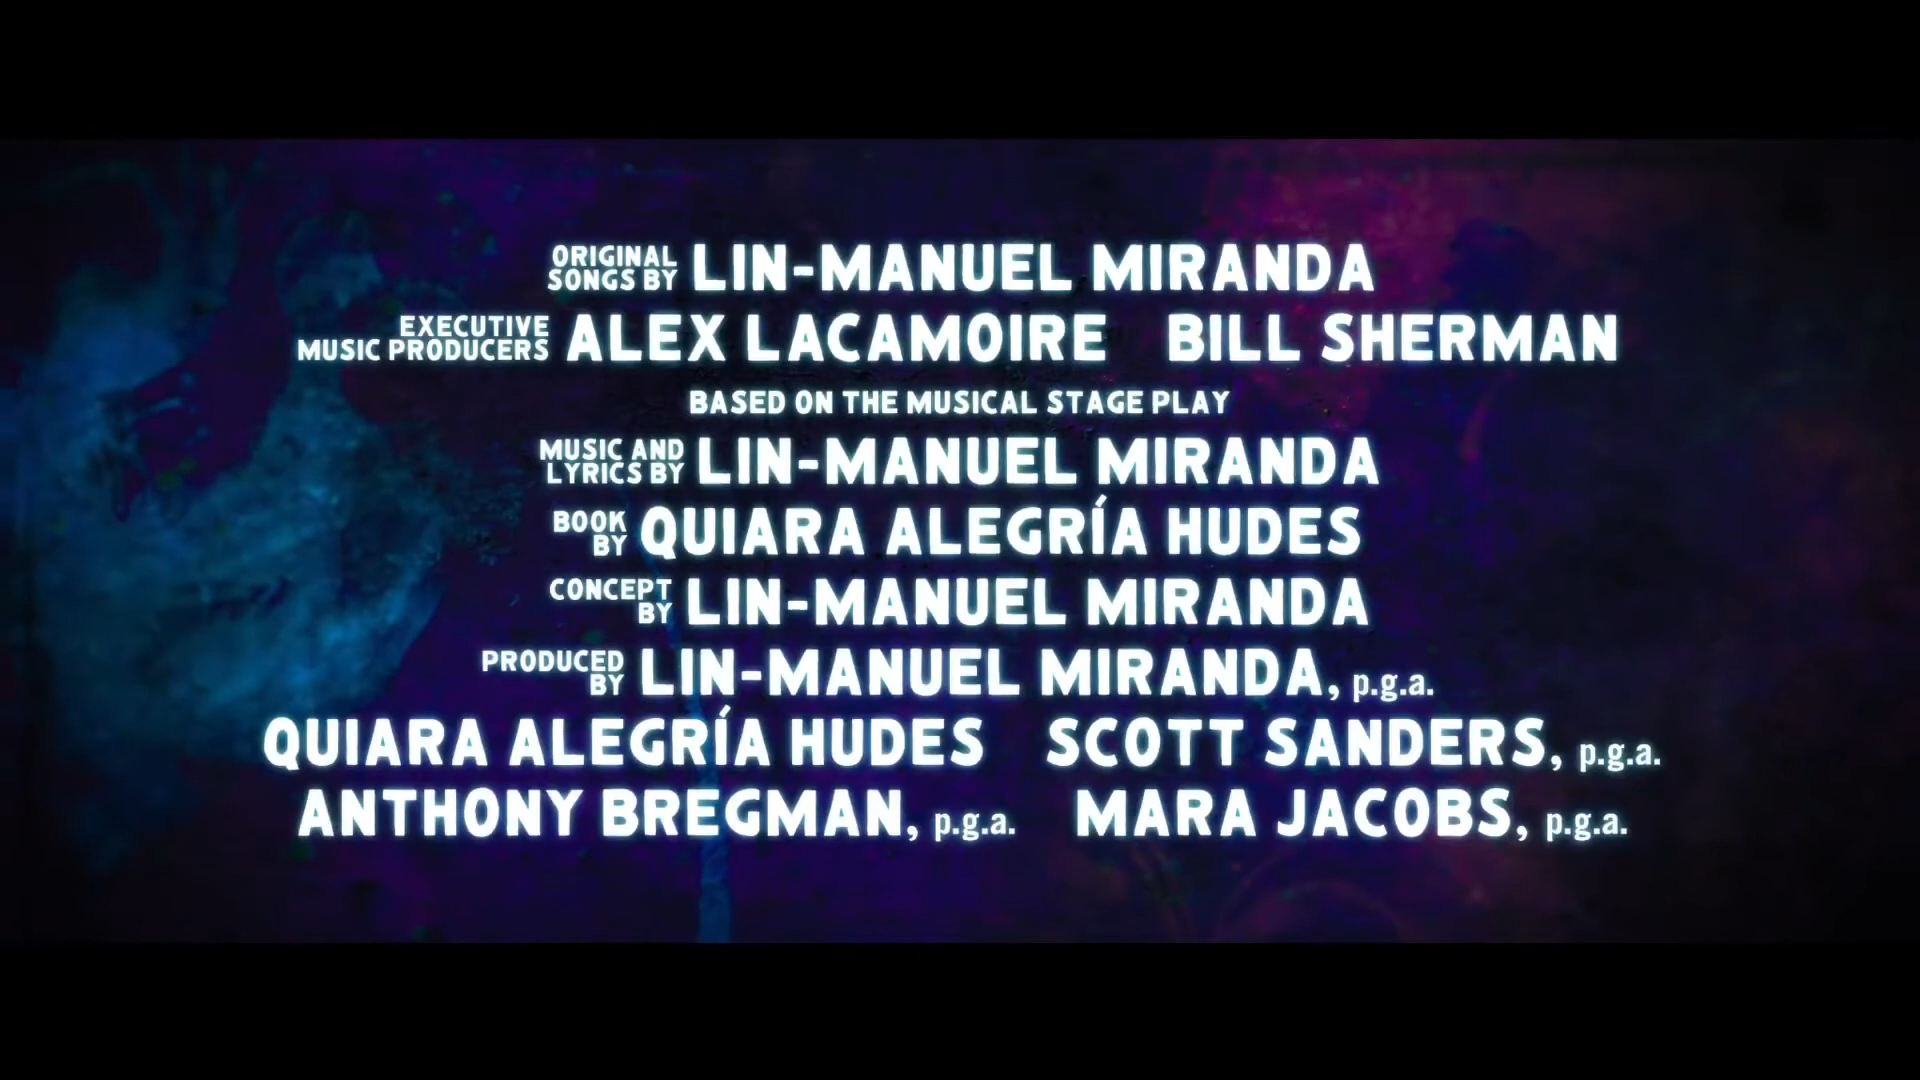 ORIGINAL SONGS BY LIN-MANUEL MIRANDA
EXECUTIVE MUSIC PRODUCERS ALEX LACAMOIRE BILL SHERMAN
BASED ON THE MUSICAL STAGE PLAY
MUSIC AND LYRICS BY LIN-MANUEL MIRANDA
BOOK BY QUIARA ALEGRÍA HUDES
CONCEPT BY LIN-MANUEL MIRANDA
PRODUCED BY LIN-MANUEL MIRANDA, p.g.a.
QUIARA ALEGRÍA HUDES SCOTT SANDERS, p.g.a.
ANTHONY BREGMAN, p.g.a. MARA JACOBS, p.g.a.